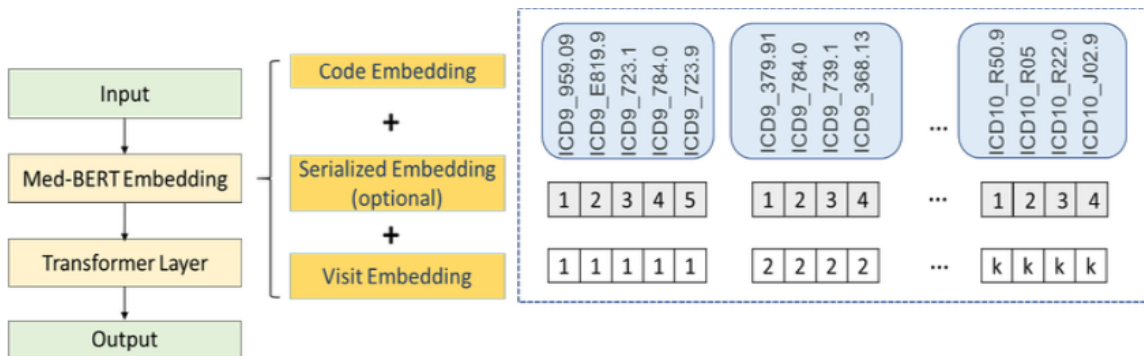 Input
Med-BERT Embedding
Transformer Layer
Output
Code Embedding
+
Serialized Embedding
(optional)
+
Visit Embedding
ICD9_959.09
ICD9_E819.9
ICD9_723.1
ICD9_784.0
ICD9_723.9
ICD9_379.91
ICD9_784.0
ICD9_739.1
ICD9_368.13
...
ICD10_R50.9
ICD10_R05
ICD10_R22.0
ICD10_J02.9
1 2 3 4 5
1 2 3 4
...
1 2 3 4
1 1 1 1 1
2 2 2 2
...
k k k k